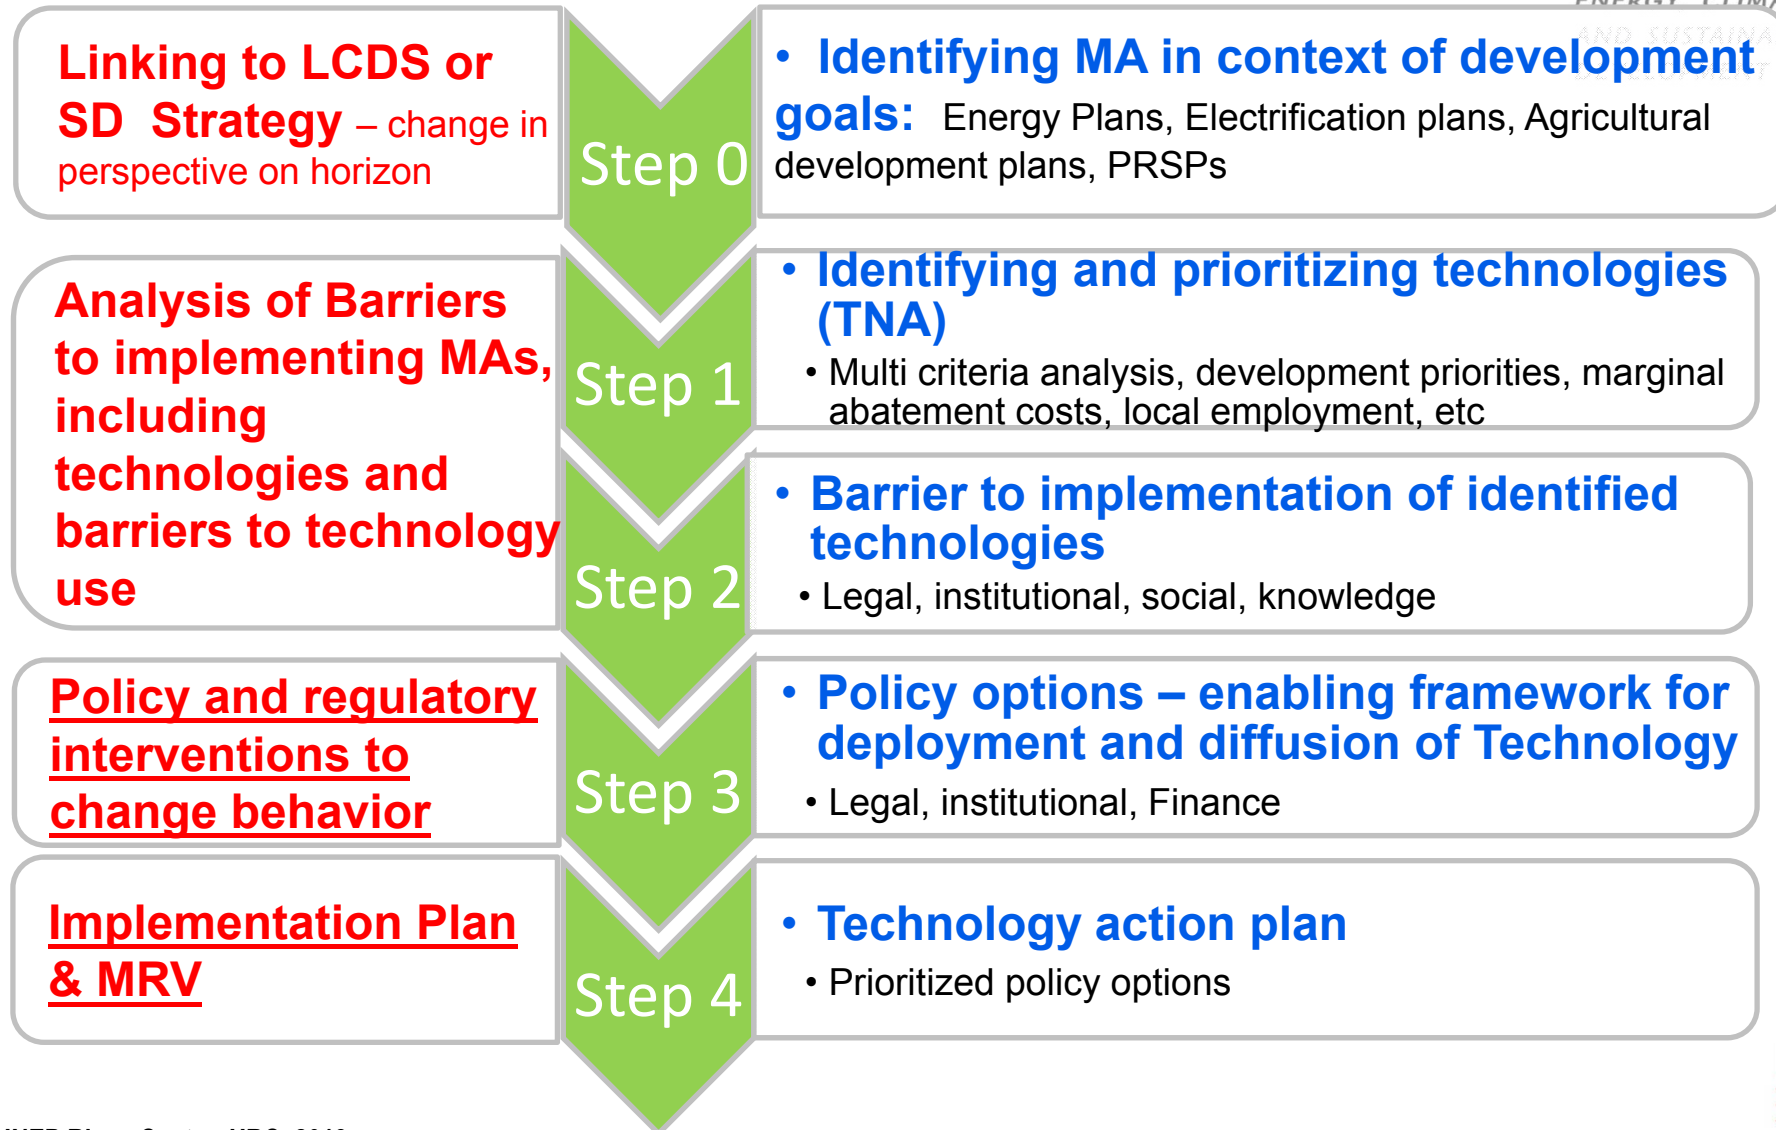 ENERGY, CLIMA
AND SUSTAINA
Linking to LCDS or
SD Strategy – change in
perspective on horizon
Step 0
• Identifying MA in context of development
goals: Energy Plans, Electrification plans, Agricultural
development plans, PRSPs
Analysis of Barriers
to implementing MAs,
including
technologies and
barriers to technology
use
Step 1
• Identifying and prioritizing technologies
(TNA)
• Multi criteria analysis, development priorities, marginal
abatement costs, local employment, etc
Step 2
• Barrier to implementation of identified
technologies
• Legal, institutional, social, knowledge
Policy and regulatory
interventions to
change behavior
Step 3
• Policy options – enabling framework for
deployment and diffusion of Technology
• Legal, institutional, Finance
Implementation Plan
& MRV
Step 4
• Technology action plan
• Prioritized policy options